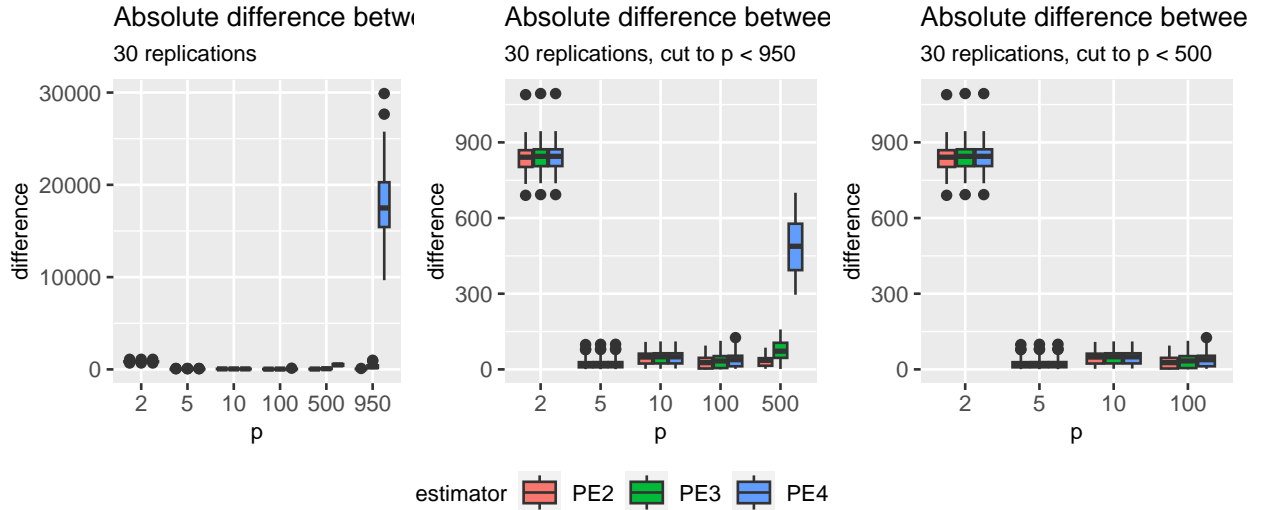 Absolute difference betwe
30 replications
30000
20000
10000
0
difference
2 5 10 100 500 950
p
Absolute difference betwee
30 replications, cut to p < 950
900
600
300
0
difference
2 5 10 100 500
p
Absolute difference betwee
30 replications, cut to p < 500
900
600
300
0
difference
2 5 10 100
p
estimator PE2 PE3 PE4